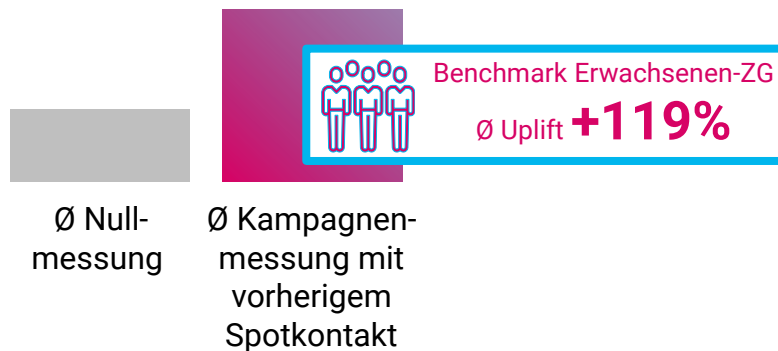 Benchmark Erwachsenen-ZG
Ø Uplift +119%
Ø Null-
messung
Ø Kampagnen-
messung mit
vorherigem
Spotkontakt